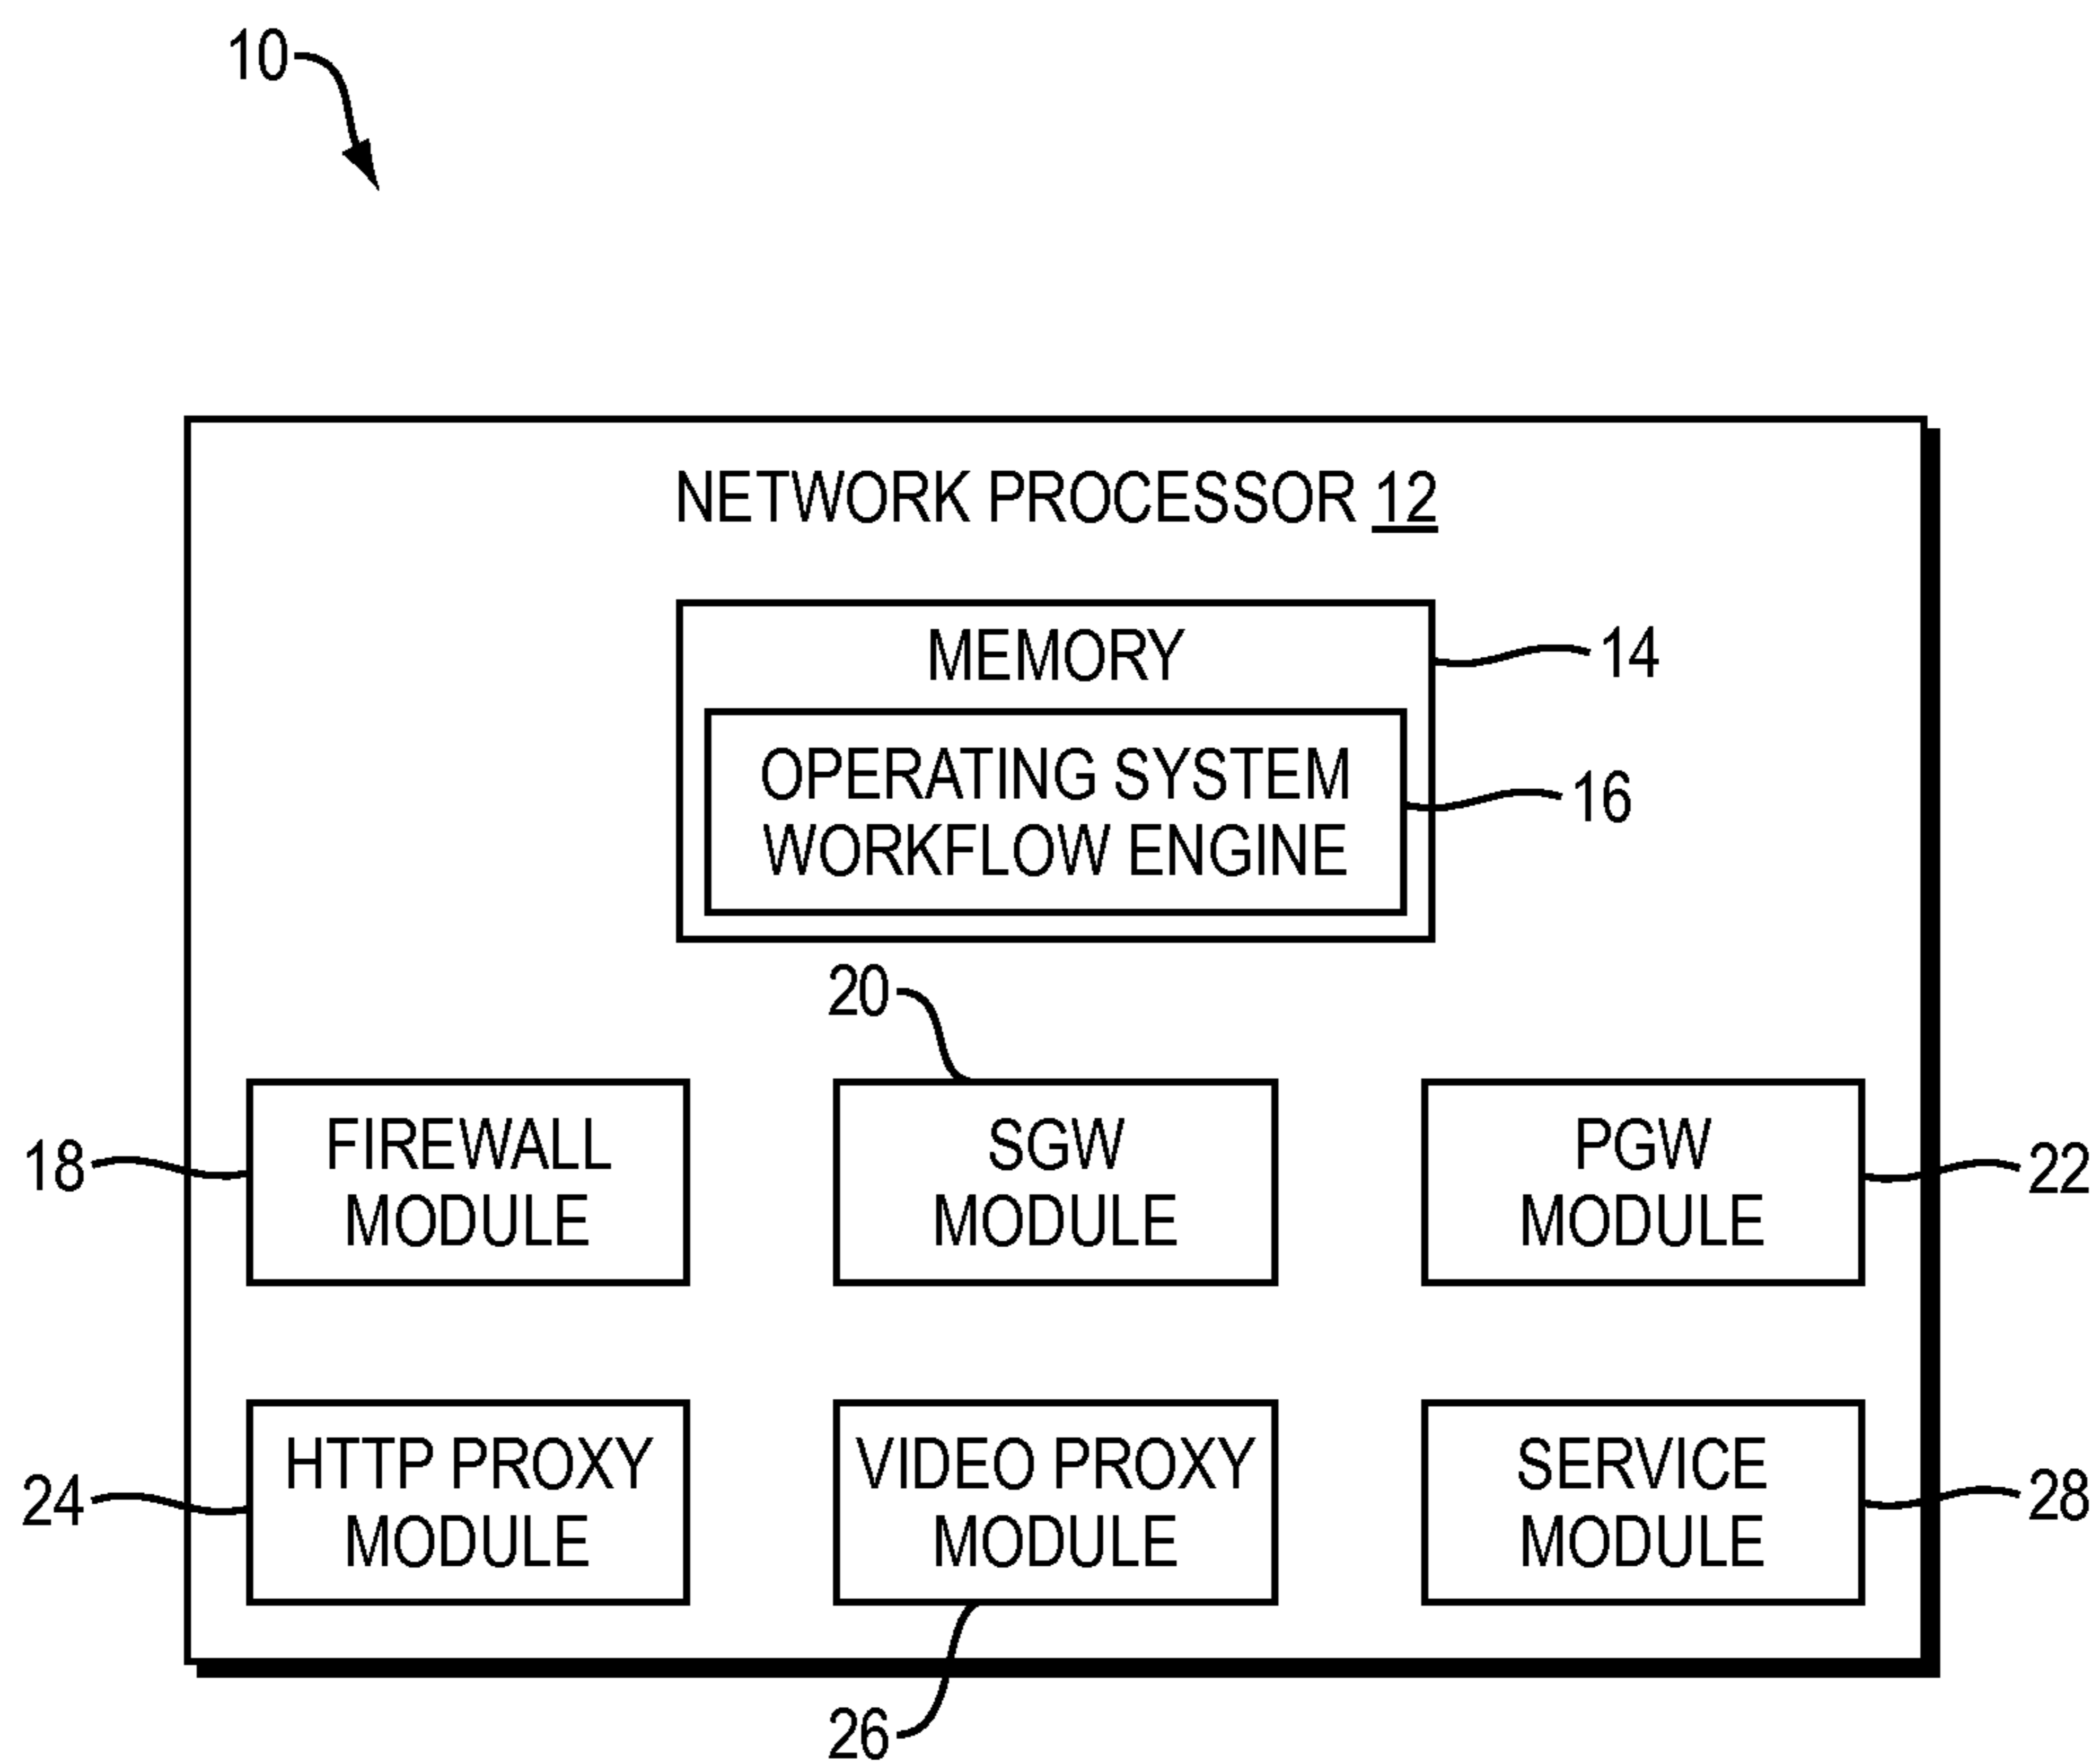 10
NETWORK PROCESSOR 12
MEMORY
14
OPERATING SYSTEM
WORKFLOW ENGINE
16
20
FIREWALL
MODULE
18
SGW
MODULE
PGW
MODULE
22
HTTP PROXY
MODULE
24
VIDEO PROXY
MODULE
SERVICE
MODULE
28
26